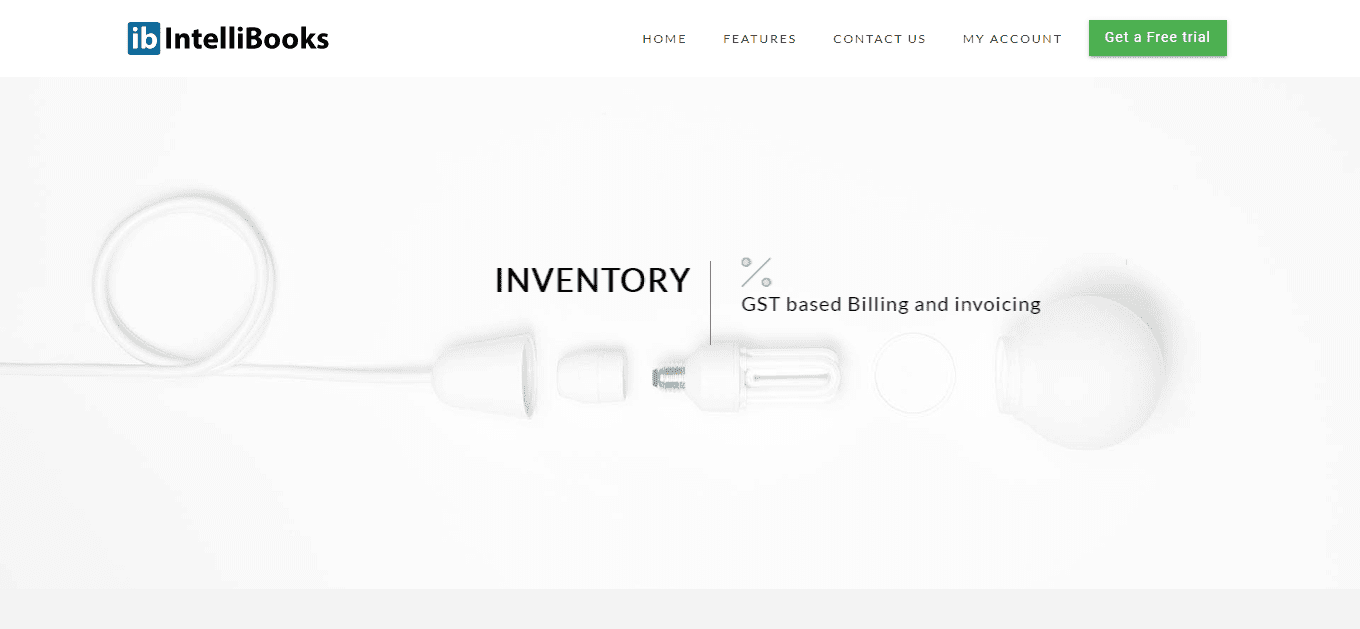 ib IntelliBooks
HOME FEATURES CONTACT US MY ACCOUNT Get a Free trial
INVENTORY
%
GST based Billing and invoicing